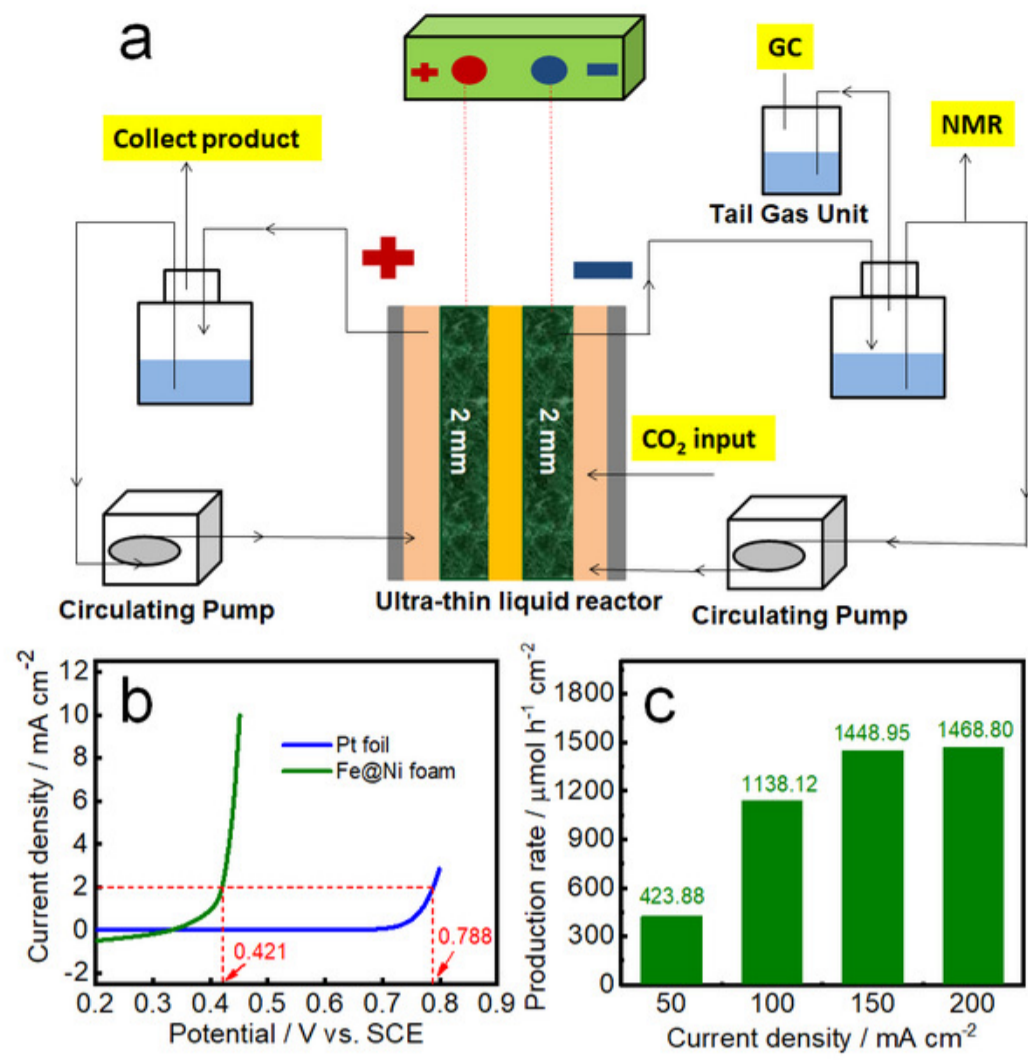 a
+
−
GC
NMR
Collect product
Tail Gas Unit
+
−
2 mm
2 mm
CO₂ input
Circulating Pump
Ultra-thin liquid reactor
Circulating Pump
b
Current density / mA cm⁻²
12
10
8
6
4
2
0
-2
Pt foil
Fe@Ni foam
0.421
0.788
0.2 0.3 0.4 0.5 0.6 0.7 0.8 0.9
Potential / V vs. SCE
c
Production rate / μmol h⁻¹ cm⁻²
1800
1500
1200
900
600
300
0
423.88
1138.12
1448.95
1468.80
50 100 150 200
Current density / mA cm⁻²